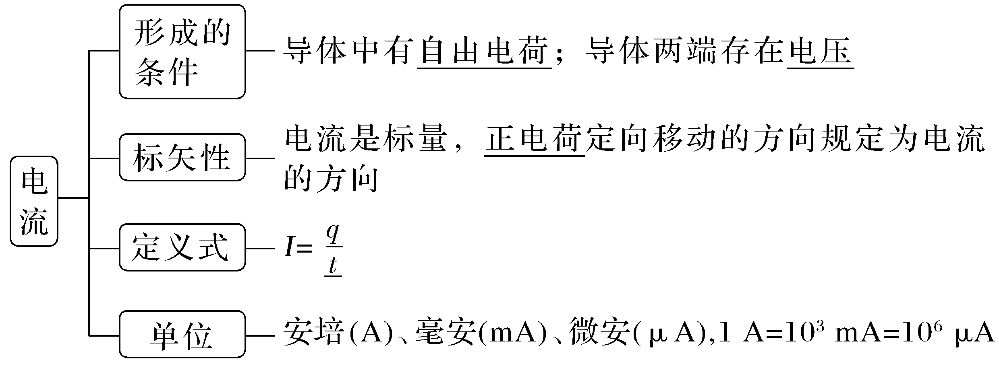 电流
形成的
条件
导体中有自由电荷；导体两端存在电压
标矢性
电流是标量，正电荷定向移动的方向规定为电流
的方向
定义式
I=q/t
单位
安培(A)、毫安(mA)、微安(μA),1 A=10³ mA=10⁶ μA